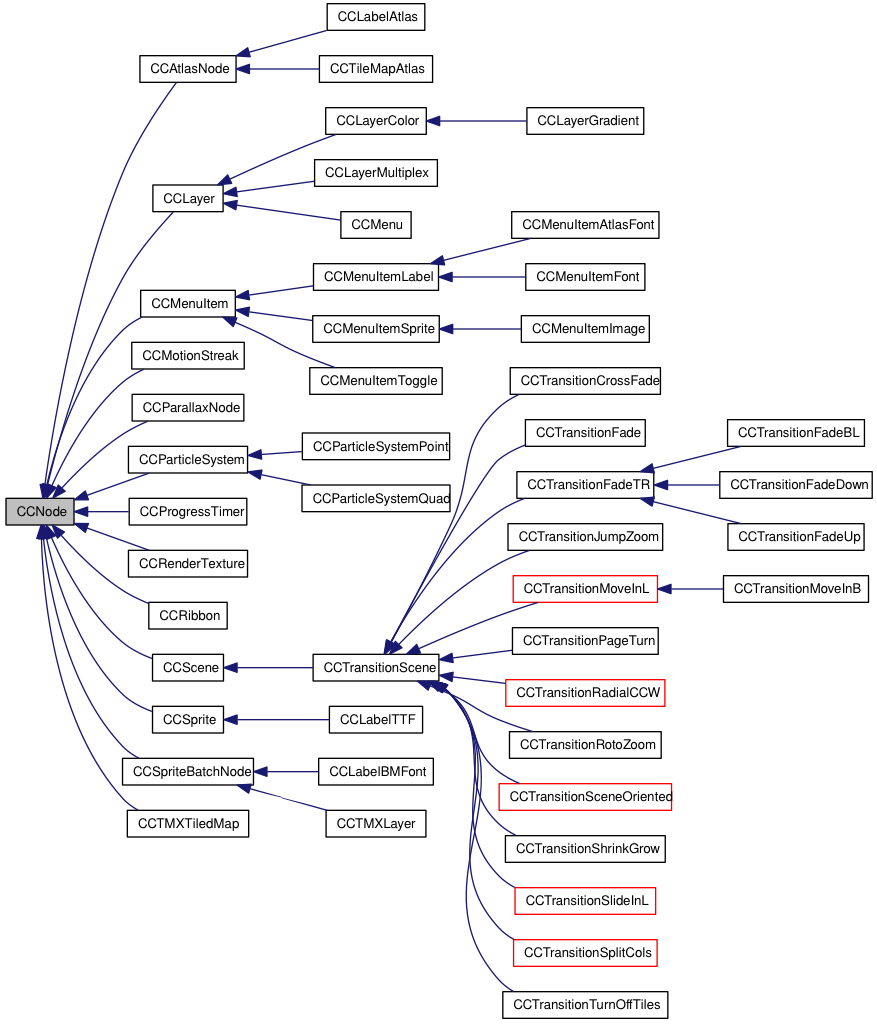 CCLabelAtlas
CCAtlasNode
CCTileMapAtlas
CCLayerColor
CCLayerGradient
CCLayerMultiplex
CCLayer
CCMenu
CCMenuItemAtlasFont
CCMenuItemLabel
CCMenuItemFont
CCMenuItem
CCMenuItemSprite
CCMenuItemImage
CCMotionStreak
CCMenuItemToggle
CCTransitionCrossFade
CCParallaxNode
CCTransitionFade
CCTransitionFadeBL
CCParticleSystemPoint
CCParticleSystem
CCTransitionFadeTR
CCTransitionFadeDown
CCParticleSystemQuad
CCNode
CCProgressTimer
CCTransitionJumpZoom
CCTransitionFadeUp
CCRenderTexture
CCTransitionMoveInL
CCTransitionMoveInB
CCRibbon
CCTransitionPageTurn
CCScene
CCTransitionScene
CCTransitionRadialCCW
CCSprite
CCLabelTTF
CCTransitionRotoZoom
CCSpriteBatchNode
CCLabelBMFont
CCTransitionSceneOriented
CCTMXTiledMap
CCTMXLayer
CCTransitionShrinkGrow
CCTransitionSlideInL
CCTransitionSplitCols
CCTransitionTurnOffTiles